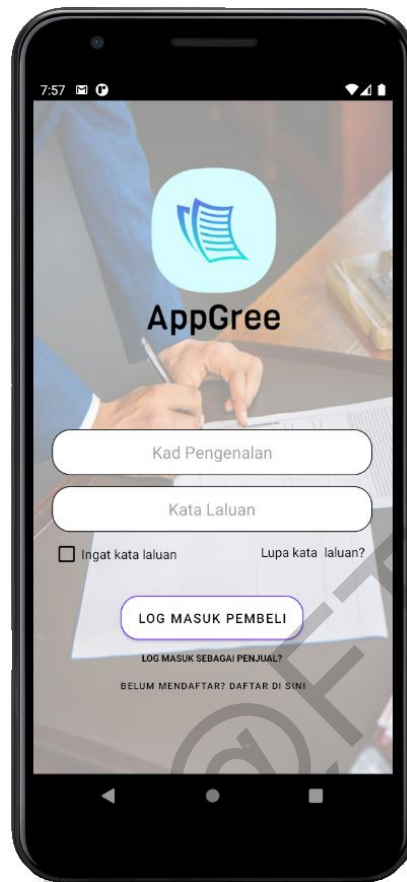 7:57
AppGree
Kad Pengenalan
Kata Laluan
Ingat kata laluan Lupa kata laluan?
LOG MASUK PEMBELI
LOG MASUK SEBAGAI PENJUAL?
BELUM MENDAFTAR? DAFTAR DI SINI